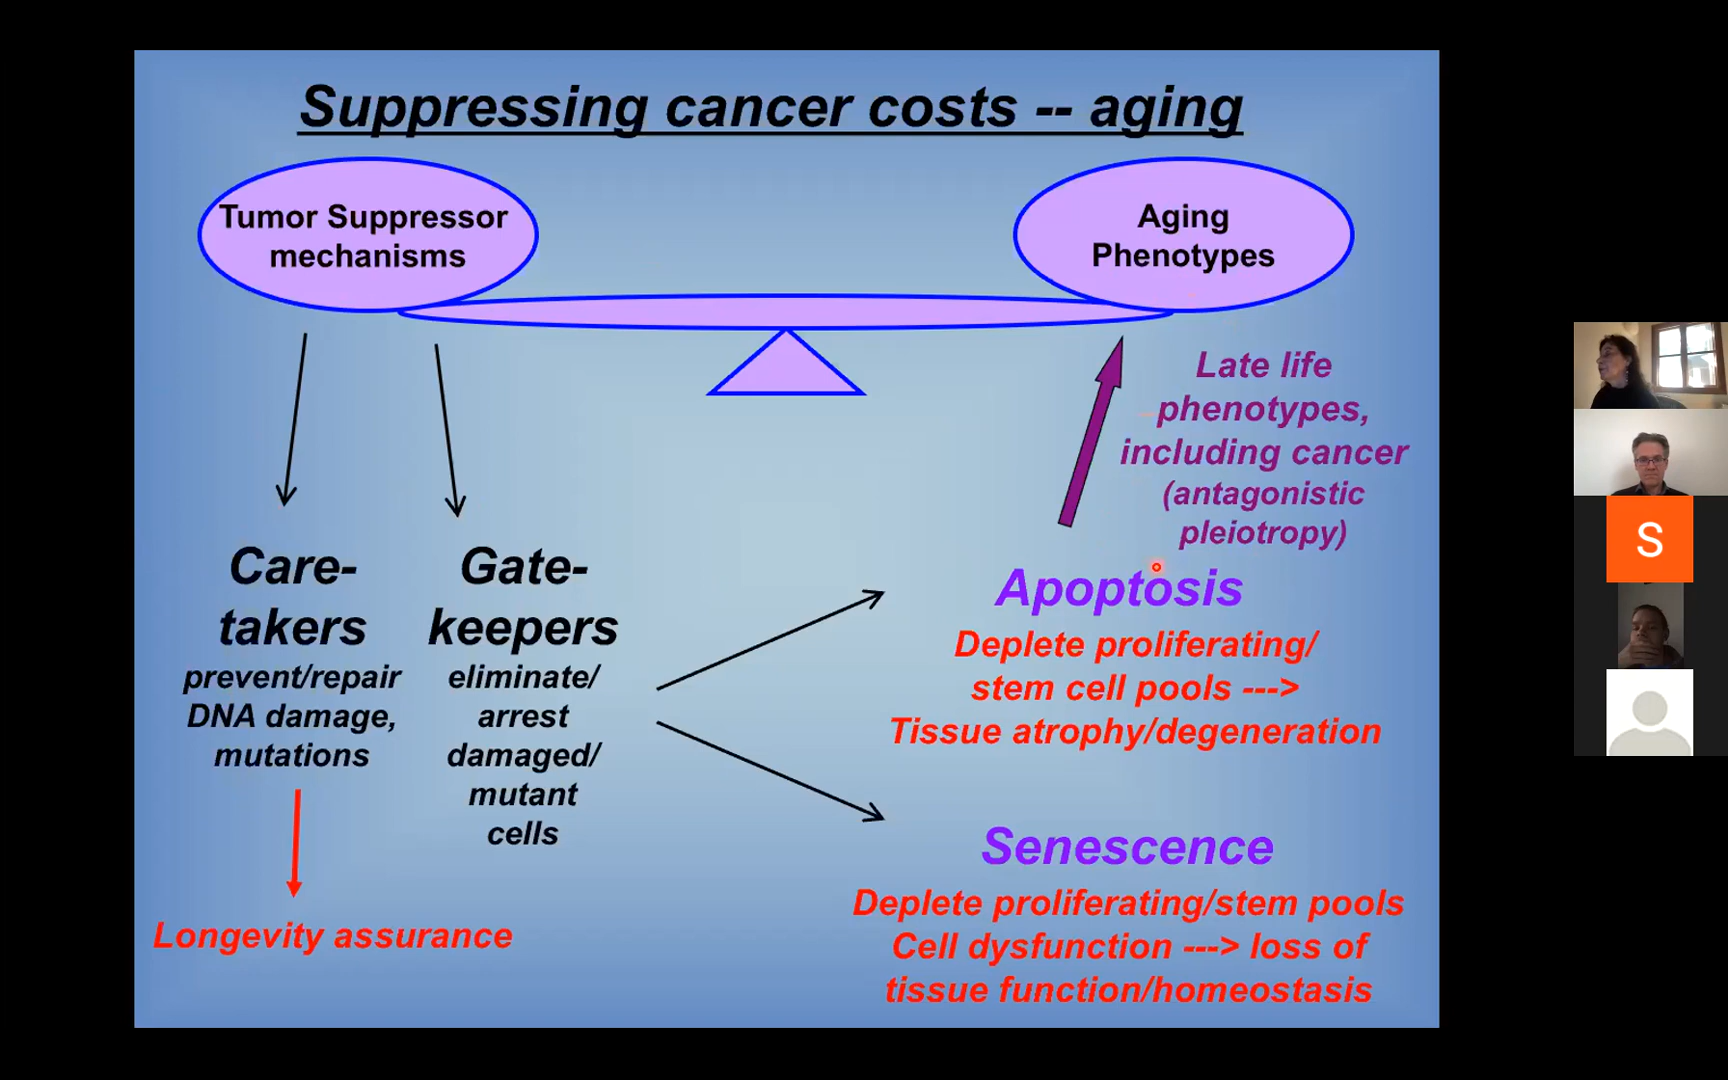 Suppressing cancer costs -- aging
Tumor Suppressor
mechanisms
Aging
Phenotypes
Late life
phenotypes,
including cancer
(antagonistic
pleiotropy)
Care-
takers
prevent/repair
DNA damage,
mutations
Longevity assurance
Gate-
keepers
eliminate/
arrest
damaged/
mutant
cells
Apoptosis
Deplete proliferating/
stem cell pools --->
Tissue atrophy/degeneration
Senescence
Deplete proliferating/stem pools
Cell dysfunction ---> loss of
tissue function/homeostasis
S